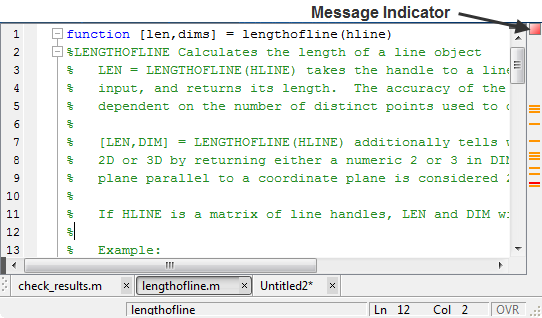 Message Indicator
1 function [len,dims] = lengthofline(hline)
2 %LENGTHOFLINE Calculates the length of a line object
3 % LEN = LENGTHOFLINE(HLINE) takes the handle to a line
4 % input, and returns its length. The accuracy of the
5 % dependent on the number of distinct points used to
6 %
7 % [LEN,DIM] = LENGTHOFLINE(HLINE) additionally tells
8 % 2D or 3D by returning either a numeric 2 or 3 in DIM
9 % plane parallel to a coordinate plane is considered 2
10 %
11 % If HLINE is a matrix of line handles, LEN and DIM wi
12 %
13 % Example:
check_results.m × lengthofline.m × Untitled2* ×
lengthofline Ln 12 Col 2 OVR